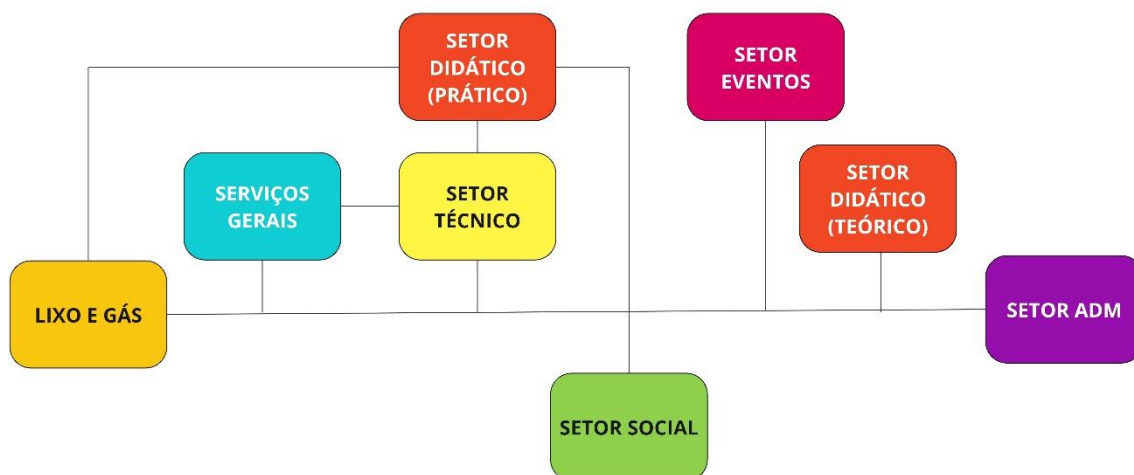 SETOR
DIDÁTICO
(PRÁTICO)
SETOR
EVENTOS
SERVIÇOS
GERAIS
SETOR
TÉCNICO
SETOR
DIDÁTICO
(TEÓRICO)
LIXO E GÁS
SETOR ADM
SETOR SOCIAL